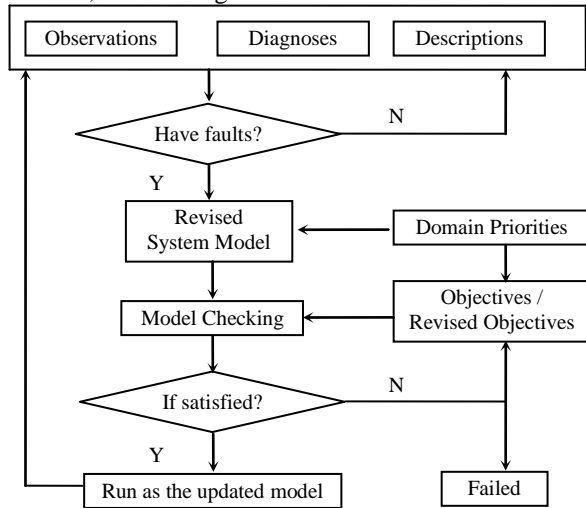 Observations
Diagnoses
Descriptions
Have faults?
N
Y
Revised
System Model
Domain Priorities
Objectives /
Revised Objectives
Model Checking
If satisfied?
N
Y
Run as the updated model
Failed